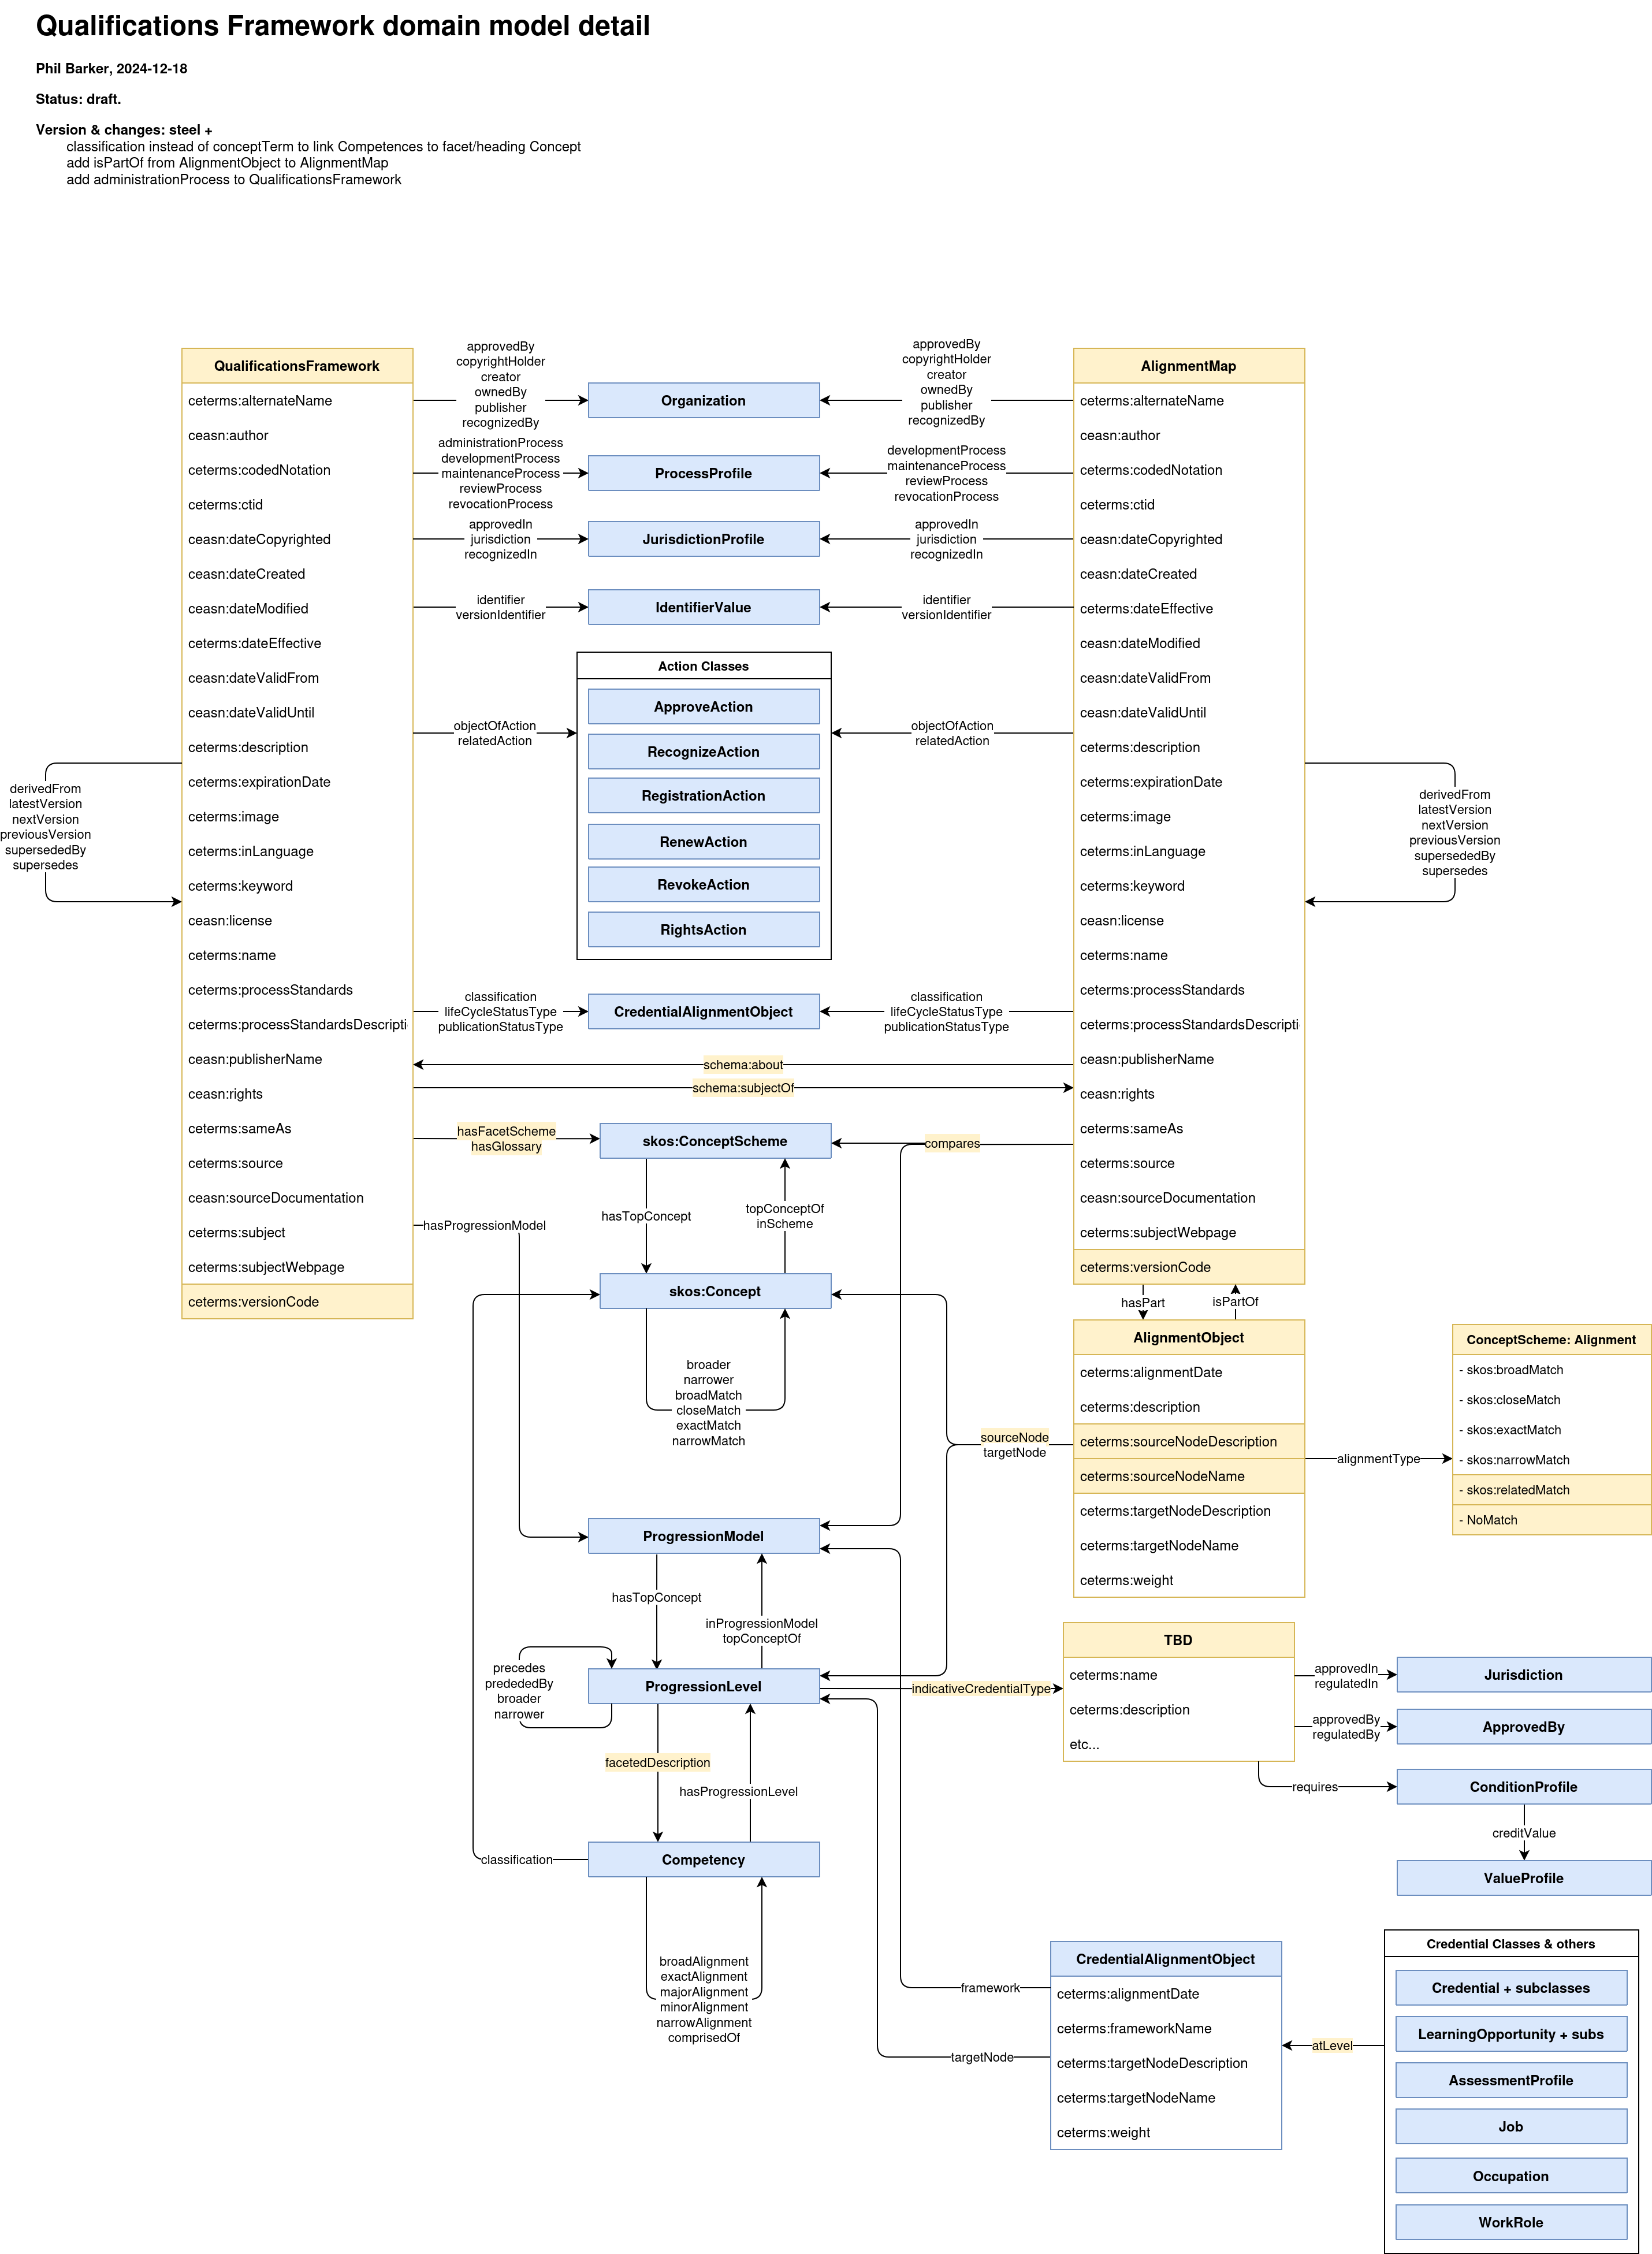 Qualifications Framework domain model detail
Phil Barker, 2024-12-18
Status: draft.
Version & changes: steel +
classification instead of conceptTerm to link Competences to facet/heading Concept
add isPartOf from AlignmentObject to AlignmentMap
add administrationProcess to QualificationsFramework
QualificationsFramework
ceterms:alternateName
ceasn:author
ceterms:codedNotation
ceterms:ctid
ceasn:dateCopyrighted
ceasn:dateCreated
ceasn:dateModified
ceterms:dateEffective
ceasn:dateValidFrom
ceasn:dateValidUntil
ceterms:description
ceterms:expirationDate
ceterms:image
ceterms:inLanguage
ceterms:keyword
ceasn:license
ceterms:name
ceterms:processStandards
ceterms:processStandardsDescripti
ceasn:publisherName
ceasn:rights
ceterms:sameAs
ceterms:source
ceasn:sourceDocumentation
ceterms:subject
ceterms:subjectWebpage
ceterms:versionCode
derivedFrom
latestVersion
nextVersion
previousVersion
supersededBy
supersedes
approvedBy
copyrightHolder
creator
ownedBy
publisher
recognizedBy
administrationProcess
developmentProcess
maintenanceProcess
reviewProcess
revocationProcess
approvedIn
jurisdiction
recognizedIn
identifier
versionIdentifier
objectOfAction
relatedAction
classification
lifeCycleStatusType
publicationStatusType
Organization
ProcessProfile
JurisdictionProfile
IdentifierValue
Action Classes
ApproveAction
RecognizeAction
RegistrationAction
RenewAction
RevokeAction
RightsAction
CredentialAlignmentObject
approvedBy
copyrightHolder
creator
ownedBy
publisher
recognizedBy
developmentProcess
maintenanceProcess
reviewProcess
revocationProcess
approvedIn
jurisdiction
recognizedIn
identifier
versionIdentifier
objectOfAction
relatedAction
classification
lifeCycleStatusType
publicationStatusType
AlignmentMap
ceterms:alternateName
ceasn:author
ceterms:codedNotation
ceterms:ctid
ceasn:dateCopyrighted
ceasn:dateCreated
ceterms:dateEffective
ceasn:dateModified
ceasn:dateValidFrom
ceasn:dateValidUntil
ceterms:description
ceterms:expirationDate
ceterms:image
ceterms:inLanguage
ceterms:keyword
ceasn:license
ceterms:name
ceterms:processStandards
ceterms:processStandardsDescripti
ceasn:publisherName
ceasn:rights
ceterms:sameAs
ceterms:source
ceasn:sourceDocumentation
ceterms:subjectWebpage
ceterms:versionCode
derivedFrom
latestVersion
nextVersion
previousVersion
supersededBy
supersedes
schema:about
schema:subjectOf
hasFacetScheme
hasGlossary
skos:ConceptScheme
compares
hasTopConcept
topConceptOf
inScheme
hasProgressionModel
skos:Concept
broader
narrower
broadMatch
closeMatch
exactMatch
narrowMatch
hasPart
isPartOf
AlignmentObject
ceterms:alignmentDate
ceterms:description
ceterms:sourceNodeDescription
ceterms:sourceNodeName
ceterms:targetNodeDescription
ceterms:targetNodeName
ceterms:weight
sourceNode
targetNode
alignmentType
ConceptScheme: Alignment
- skos:broadMatch
- skos:closeMatch
- skos:exactMatch
- skos:narrowMatch
- skos:relatedMatch
- NoMatch
ProgressionModel
hasTopConcept
inProgressionModel
topConceptOf
precedes
predededBy
broader
narrower
ProgressionLevel
indicativeCredentialType
TBD
ceterms:name
ceterms:description
etc...
approvedIn
regulatedIn
Jurisdiction
approvedBy
regulatedBy
ApprovedBy
requires
ConditionProfile
creditValue
ValueProfile
facetedDescription
hasProgressionLevel
classification
Competency
broadAlignment
exactAlignment
majorAlignment
minorAlignment
narrowAlignment
comprisedOf
framework
targetNode
CredentialAlignmentObject
ceterms:alignmentDate
ceterms:frameworkName
ceterms:targetNodeDescription
ceterms:targetNodeName
ceterms:weight
atLevel
Credential Classes & others
Credential + subclasses
LearningOpportunity + subs
AssessmentProfile
Job
Occupation
WorkRole